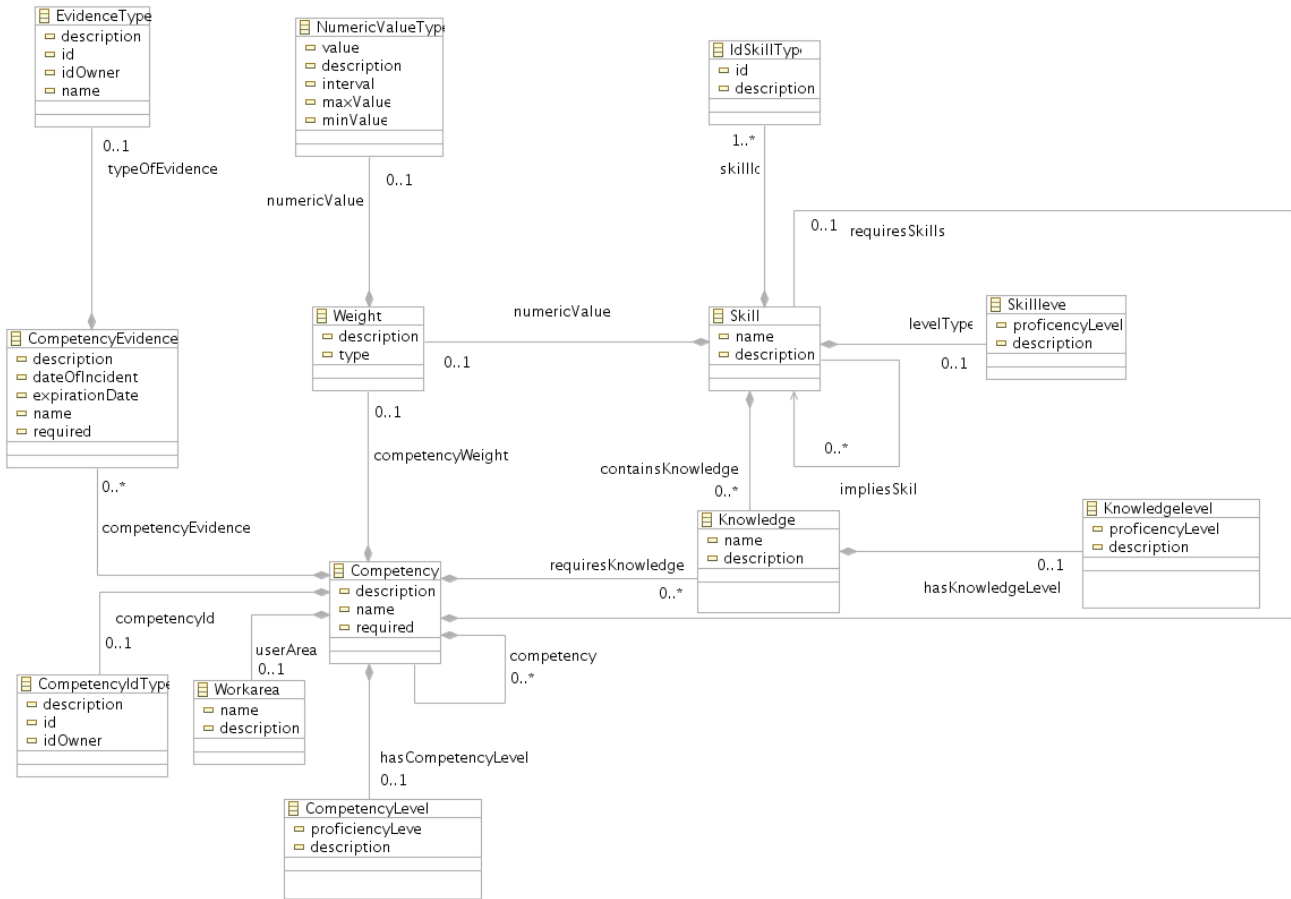 EvidenceType
description
id
idOwner
name
0..1
typeOfEvidence
NumericValueType
value
description
interval
maxValue
minValue
0..1
numericValue
IdSkillType
id
description
1..*
skillIc
0..1
requiresSkills
CompetencyEvidence
description
dateOfIncident
expirationDate
name
required
0..*
competencyEvidence
Weight
description
type
0..1
competencyWeight
numericValue
0..1
Skill
name
description
levelType
0..1
Skillleve
proficencyLevel
description
0..*
impliesSkil
containsKnowledge
0..*
Knowledge
name
description
Knowledgelevel
proficencyLevel
description
0..1
hasKnowledgeLevel
requiresKnowledge
0..*
Competency
description
name
required
competency
0..*
competencyId
0..1
userArea
0..1
CompetencyIdType
description
id
idOwner
Workarea
name
description
hasCompetencyLevel
0..1
CompetencyLevel
proficiencyLeve
description